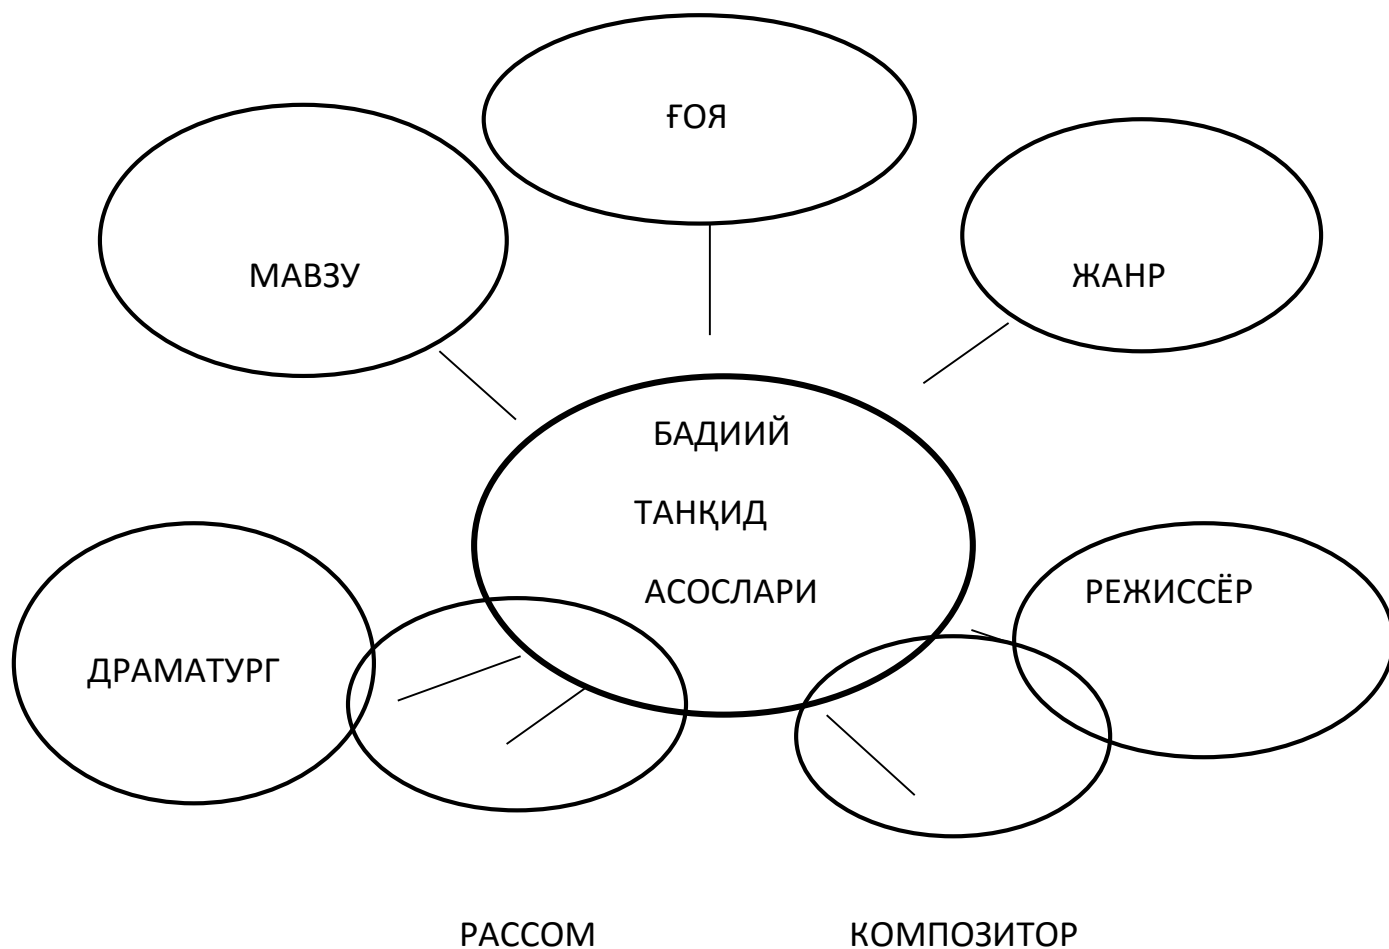 ҒОЯ
МАВЗУ
ЖАНР
БАДИИЙ
ТАНҚИД
АСОСЛАРИ
РЕЖИССЁР
ДРАМАТУРГ
РАССОМ
КОМПОЗИТОР